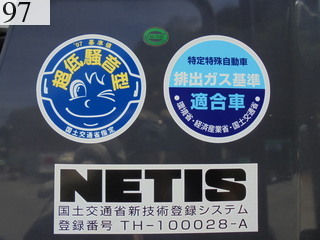 97
'97 基準値
超低騒音型
国土交通省指定
特定特殊自動車
排出ガス基準
適合車
環境省・経済産業省・国土交通省
NETIS
国土交通省新技術登録システム
登録番号 TH-100028-A